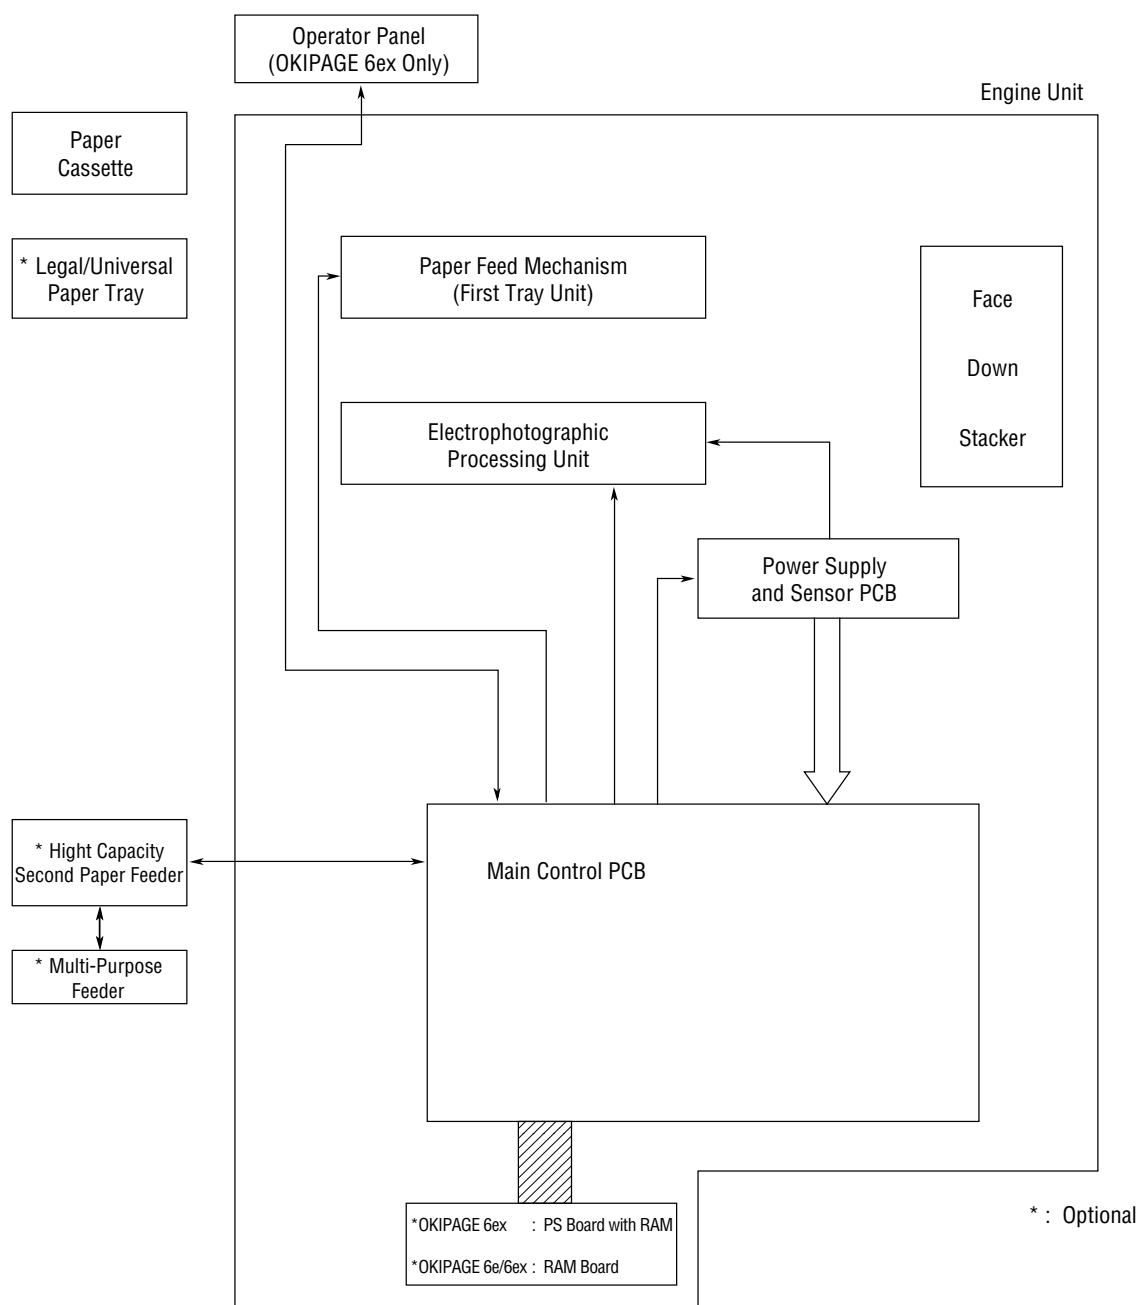 Operator Panel
(OKIPAGE 6ex Only)
Engine Unit
Paper
Cassette
* Legal/Universal
Paper Tray
Paper Feed Mechanism
(First Tray Unit)
Face
Down
Stacker
Electrophotographic
Processing Unit
Power Supply
and Sensor PCB
* Hight Capacity
Second Paper Feeder
Main Control PCB
* Multi-Purpose
Feeder
*OKIPAGE 6ex : PS Board with RAM
*OKIPAGE 6e/6ex : RAM Board
* : Optional